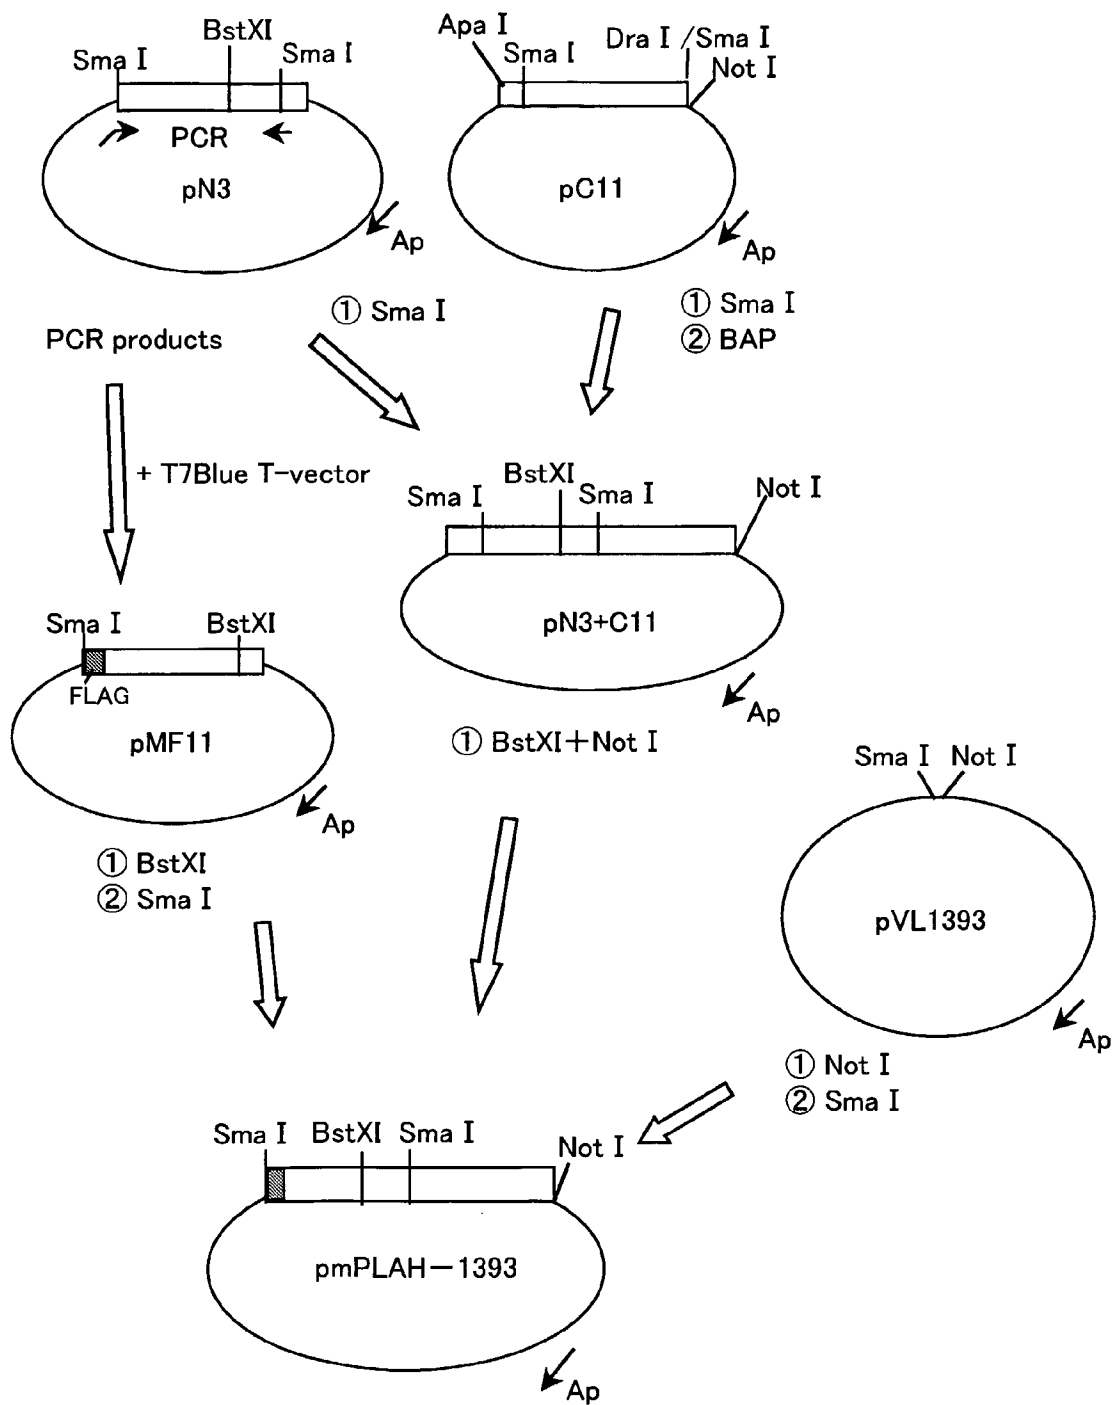 Sma I
BstXI
Sma I
PCR
pN3
Ap
Apa I
Sma I
Dra I / Sma I
Not I
pC11
Ap
① Sma I
① Sma I
② BAP
PCR products
+ T7Blue T-vector
Sma I
BstXI
Sma I
Not I
pN3+C11
Ap
① BstXI+Not I
Sma I
BstXI
FLAG
pMF11
Ap
① BstXI
② Sma I
Sma I
Not I
pVL1393
Ap
① Not I
② Sma I
Sma I
BstXI
Sma I
Not I
pmPLAH-1393
Ap